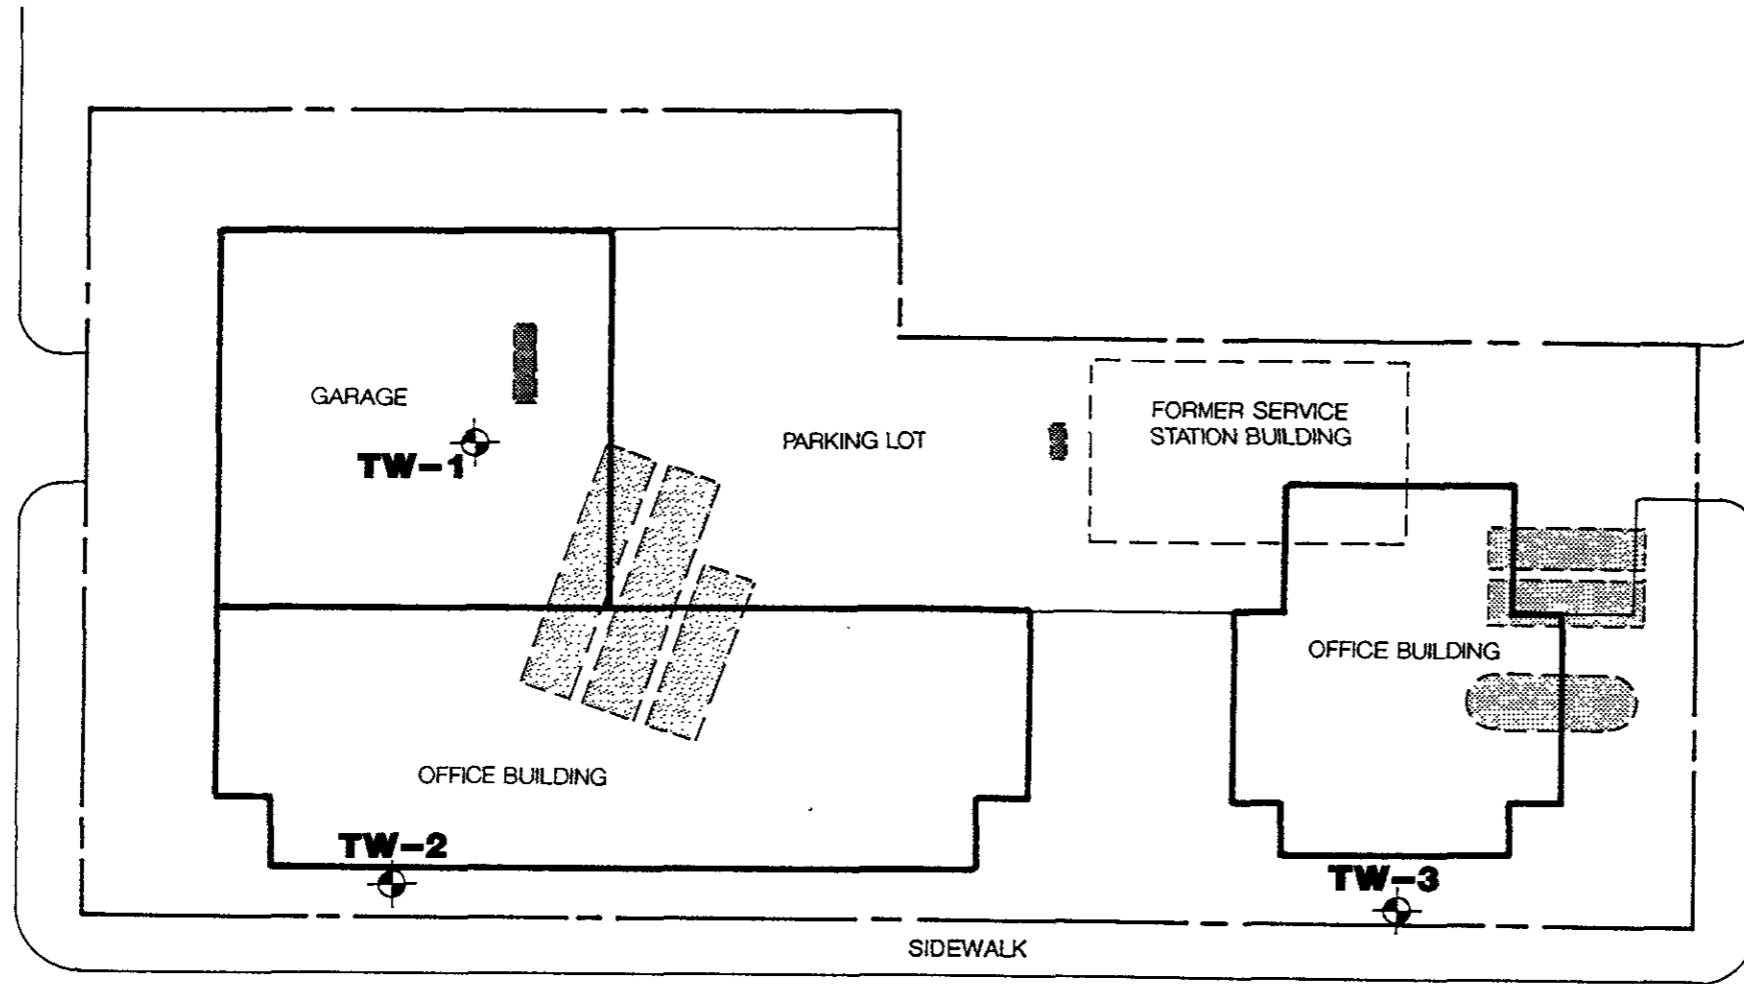 GARAGE
TW-1
PARKING LOT
FORMER SERVICE
STATION BUILDING
OFFICE BUILDING
OFFICE BUILDING
TW-2
TW-3
SIDEWALK